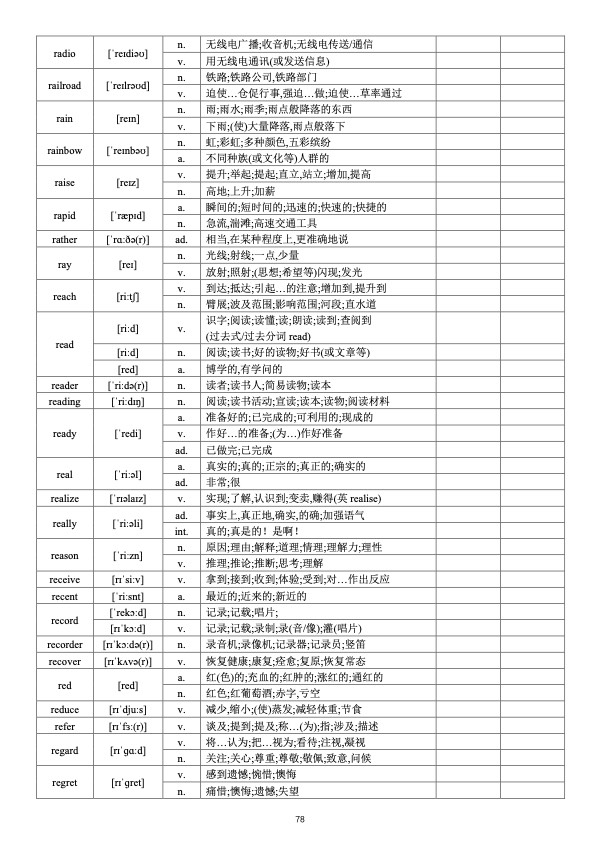 radio [ˈreɪdiəʊ] n. 无线电广播;收音机;无线电传送/通信
v. 用无线电通讯(或发送信息)
railroad [ˈreɪlrəʊd] n. 铁路;铁路公司,铁路部门
v. 迫使…仓促行事,强迫…做;迫使…草率通过
rain [reɪn] n. 雨;雨水;雨季;雨点般降落的东西
v. 下雨;(使)大量降落,雨点般落下
rainbow [ˈreɪnbəʊ] n. 虹;彩虹;多种颜色,五彩缤纷
a. 不同种族(或文化等)人群的
raise [reɪz] v. 提升;举起;提起;直立,站立;增加,提高
n. 高地;上升;加薪
rapid [ˈræpɪd] a. 瞬间的;短时间的;迅速的;快速的;快捷的
n. 急流,湍滩;高速交通工具
rather [ˈrɑːðə(r)] ad. 相当,在某种程度上,更准确地说
ray [reɪ] n. 光线;射线;一点,少量
v. 放射;照射;(思想;希望等)闪现;发光
reach [riːtʃ] v. 到达;抵达;引起…的注意;增加到,提升到
n. 臂展;波及范围;影响范围;河段;直水道
read [riːd] v. 识字;阅读;读懂;读;朗读;读到;查阅到
(过去式/过去分词 read)
[riːd] n. 阅读;读书;好的读物;好书(或文章等)
[red] a. 博学的,有学问的
reader [ˈriːdə(r)] n. 读者;读书人;简易读物;读本
reading [ˈriːdɪŋ] n. 阅读;读书活动;宣读;读本;读物;阅读材料
ready [ˈredi] a. 准备好的;已完成的;可利用的;现成的
v. 作好…的准备;(为…)作好准备
ad. 已做完;已完成
real [ˈriːəl] a. 真实的;真的;正宗的;真正的;确实的
ad. 非常;很
realize [ˈrɪəlaɪz] v. 实现;了解,认识到;变卖,赚得(英 realise)
really [ˈriːəli] ad. 事实上,真正地,确实,的确;加强语气
int. 真的;真是的！是啊！
reason [ˈriːzn] n. 原因;理由;解释;道理;情理;理解力;理性
v. 推理;推论;推断;思考;理解
receive [rɪˈsiːv] v. 拿到;接到;收到;体验;受到;对…作出反应
recent [ˈriːsnt] a. 最近的;近来的;新近的
record [ˈrekɔːd] n. 记录;记载;唱片;
[rɪˈkɔːd] v. 记录;记载;录制;录(音/像);灌(唱片)
recorder [rɪˈkɔːdə(r)] n. 录音机;录像机;记录器;记录员;竖笛
recover [rɪˈkʌvə(r)] v. 恢复健康;康复;痊愈;复原;恢复常态
red [red] a. 红(色)的;充血的;红肿的;涨红的;通红的
n. 红色;红葡萄酒;赤字,亏空
reduce [rɪˈdjuːs] v. 减少,缩小;(使)蒸发;减轻体重;节食
refer [rɪˈfɜː(r)] v. 谈及;提到;提及;称…(为);指;涉及;描述
regard [rɪˈɡɑːd] v. 将…认为;把…视为;看待;注视,凝视
n. 关注;关心;尊重;尊敬;敬佩;致意,问候
regret [rɪˈɡret] v. 感到遗憾;惋惜;懊悔
n. 痛惜;懊悔;遗憾;失望
78